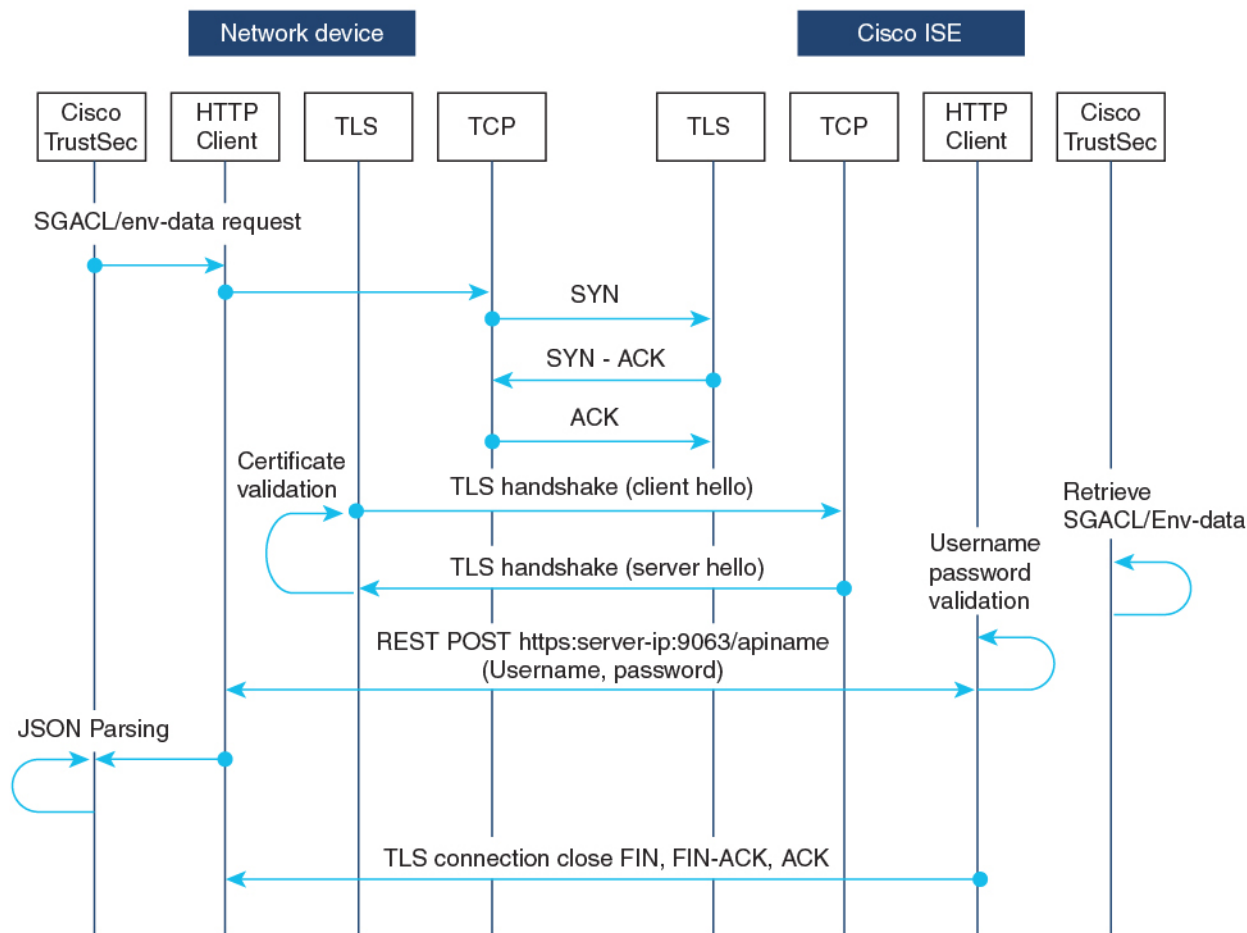 Network device
Cisco ISE
Cisco
TrustSec
HTTP
Client
TLS
TCP
TLS
TCP
HTTP
Client
Cisco
TrustSec
SGACL/env-data request
SYN
SYN - ACK
ACK
Certificate
validation
TLS handshake (client hello)
Retrieve
SGACL/Env-data
TLS handshake (server hello)
Username
password
validation
REST POST https:server-ip:9063/apiname
(Username, password)
JSON Parsing
TLS connection close FIN, FIN-ACK, ACK